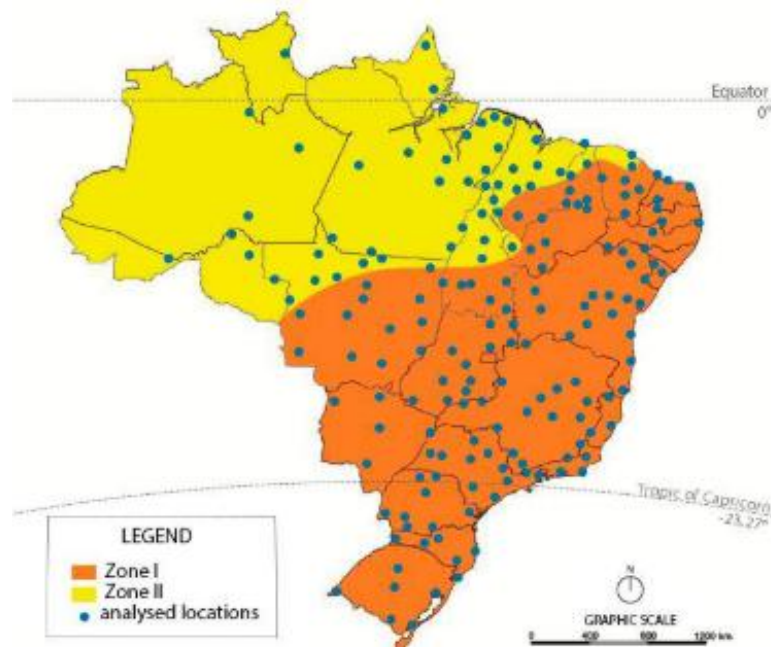 Equator
0°
Tropic of Capricorn
-23,27°
LEGEND
Zone I
Zone II
analysed locations
GRAPHIC SCALE
0 400 800 1200 km